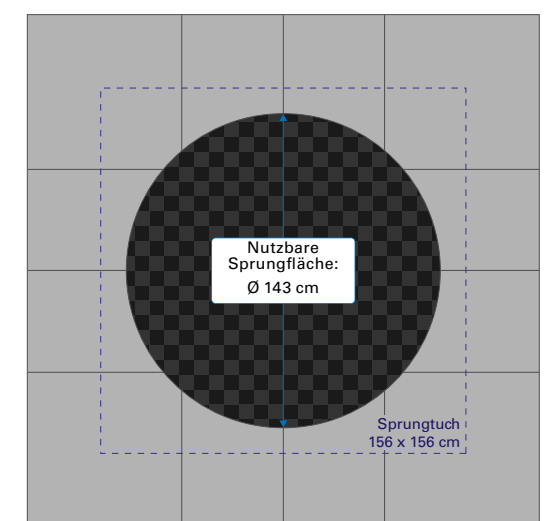 Nutzbare
Sprungfläche:
Ø 143 cm
Sprungtuch
156 x 156 cm